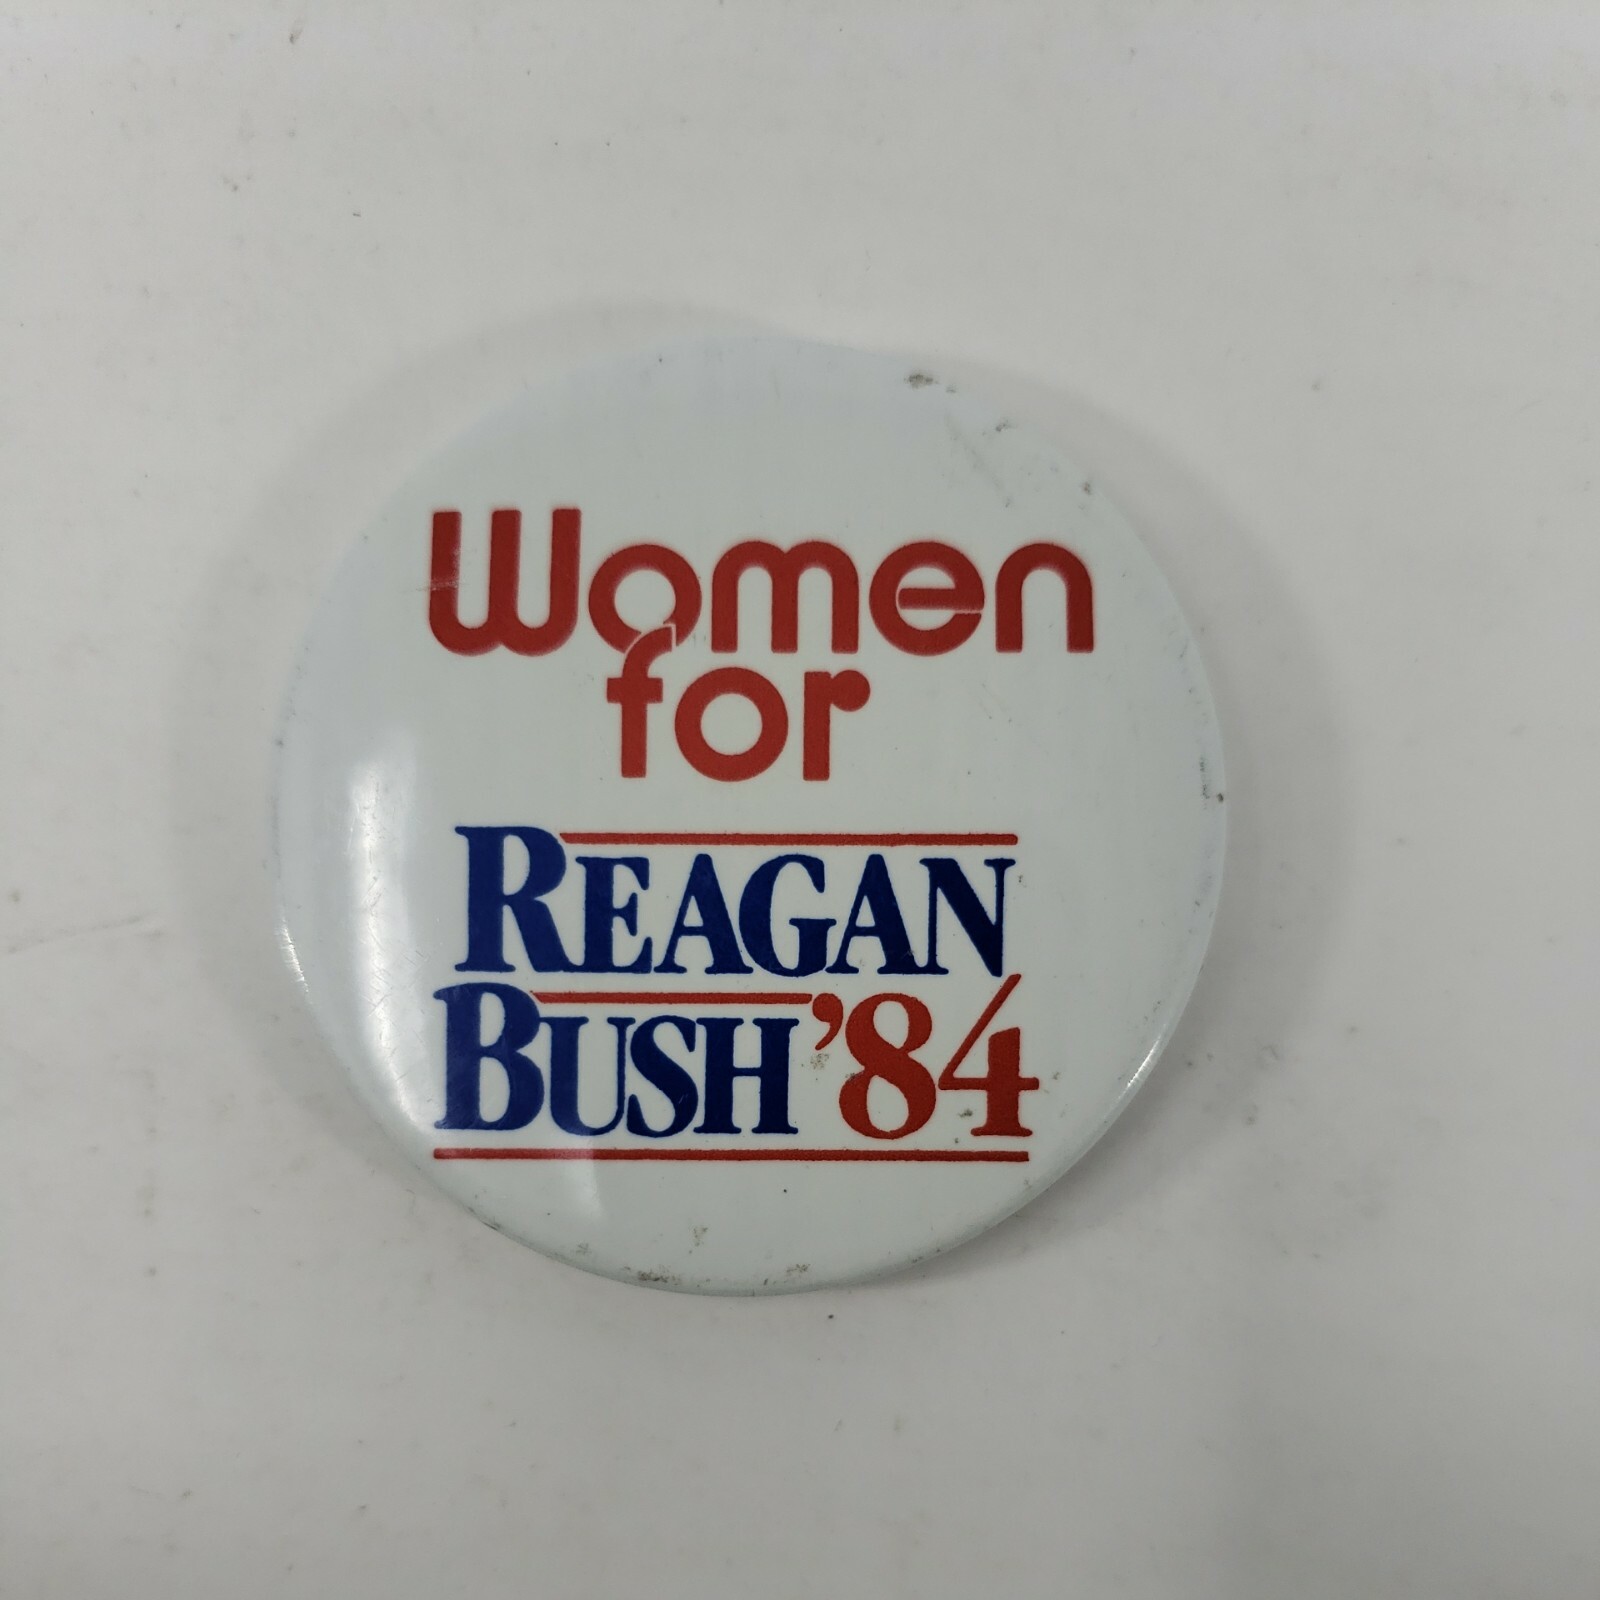 Women
for
REAGAN
BUSH '84